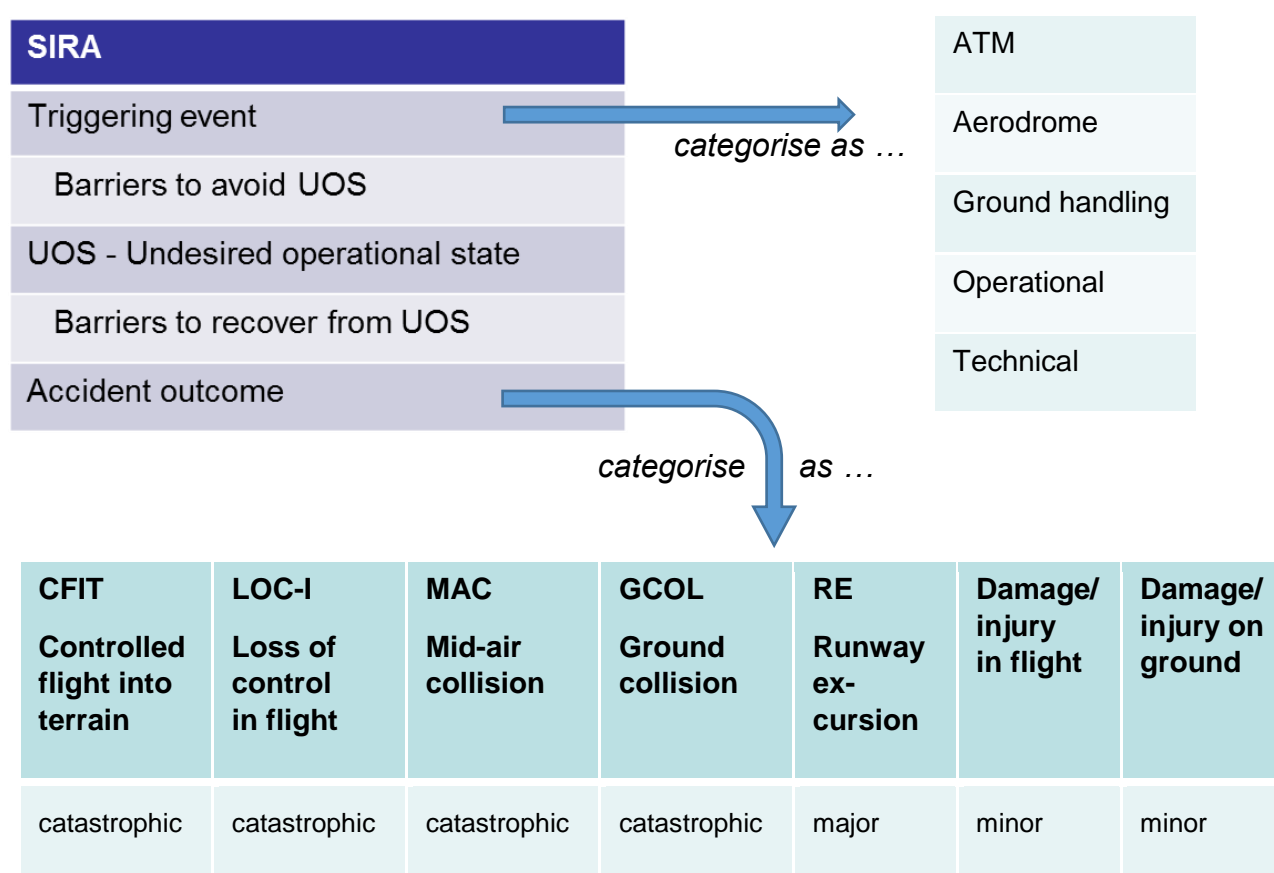 SIRA
Triggering event
Barriers to avoid UOS
UOS - Undesired operational state
Barriers to recover from UOS
Accident outcome
categorise as …
ATM
Aerodrome
Ground handling
Operational
Technical
categorise as …
CFIT
Controlled
flight into
terrain
LOC-I
Loss of
control
in flight
MAC
Mid-air
collision
GCOL
Ground
collision
RE
Runway
ex-
cursion
Damage/
injury
in flight
Damage/
injury on
ground
catastrophic
catastrophic
catastrophic
catastrophic
major
minor
minor